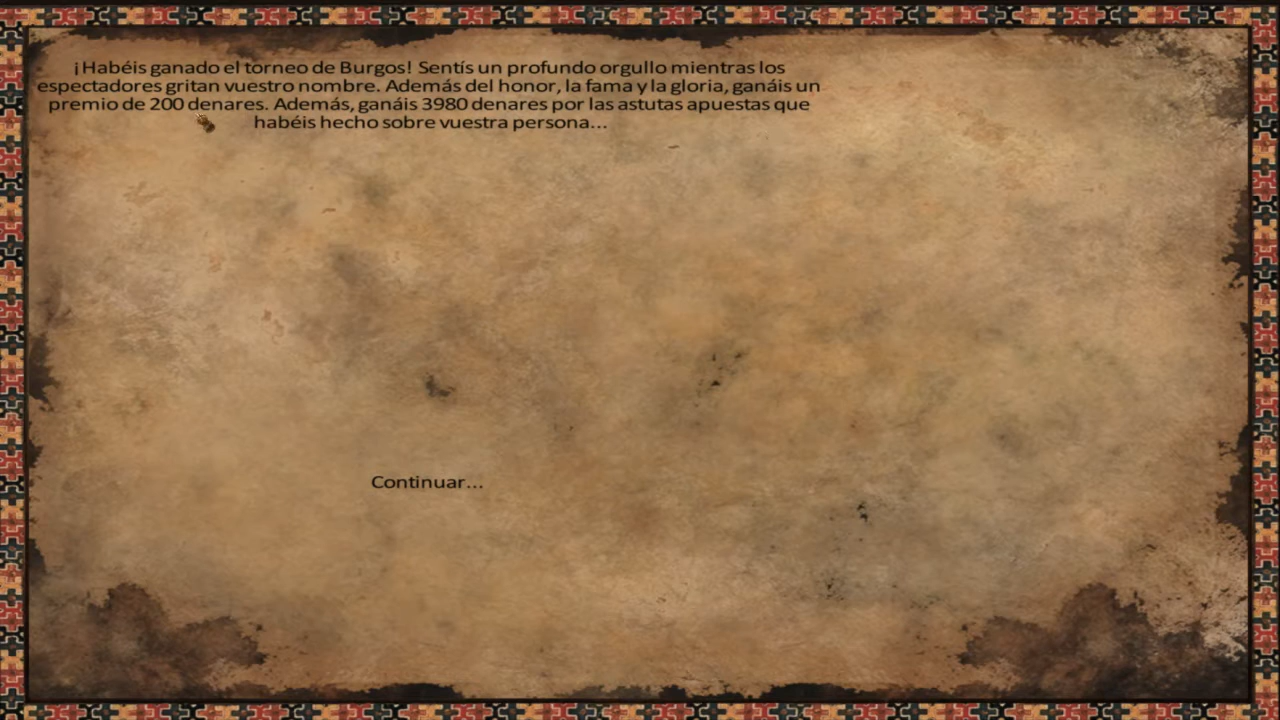 ¡Habéis ganado el torneo de Burgos! Sentís un profundo orgullo mientras los
espectadores gritan vuestro nombre. Además del honor, la fama y la gloria, ganáis un
premio de 200 denares. Además, ganáis 3980 denares por las astutas apuestas que
habéis hecho sobre vuestra persona...
Continuar...